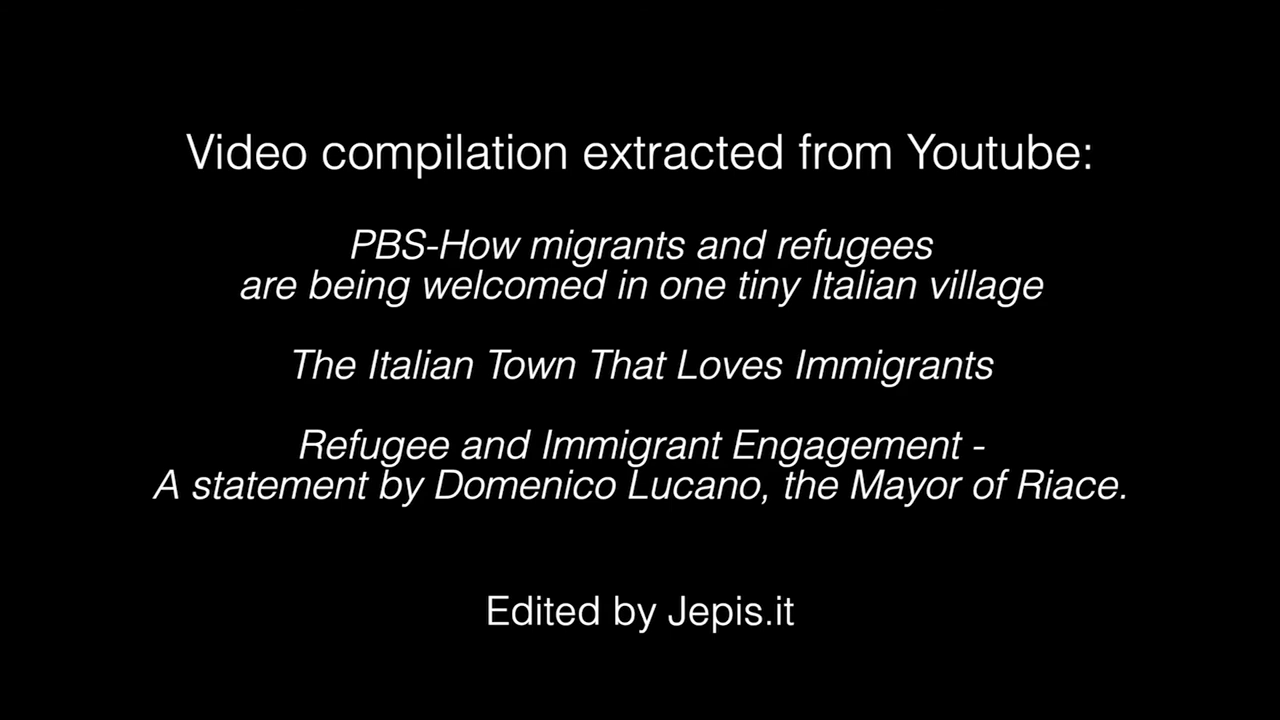 Video compilation extracted from Youtube:
PBS-How migrants and refugees
are being welcomed in one tiny Italian village
The Italian Town That Loves Immigrants
Refugee and Immigrant Engagement -
A statement by Domenico Lucano, the Mayor of Riace.
Edited by Jepis.it